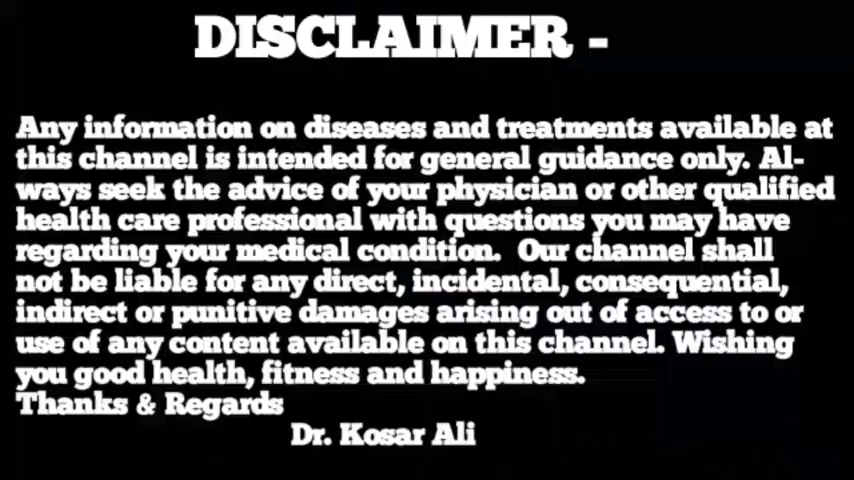 DISCLAIMER -
Any information on diseases and treatments available at
this channel is intended for general guidance only. Al-
ways seek the advice of your physician or other qualified
health care professional with questions you may have
regarding your medical condition.  Our channel shall
not be liable for any direct, incidental, consequential,
indirect or punitive damages arising out of access to or
use of any content available on this channel. Wishing
you good health, fitness and happiness.
Thanks & Regards
Dr. Kosar Ali